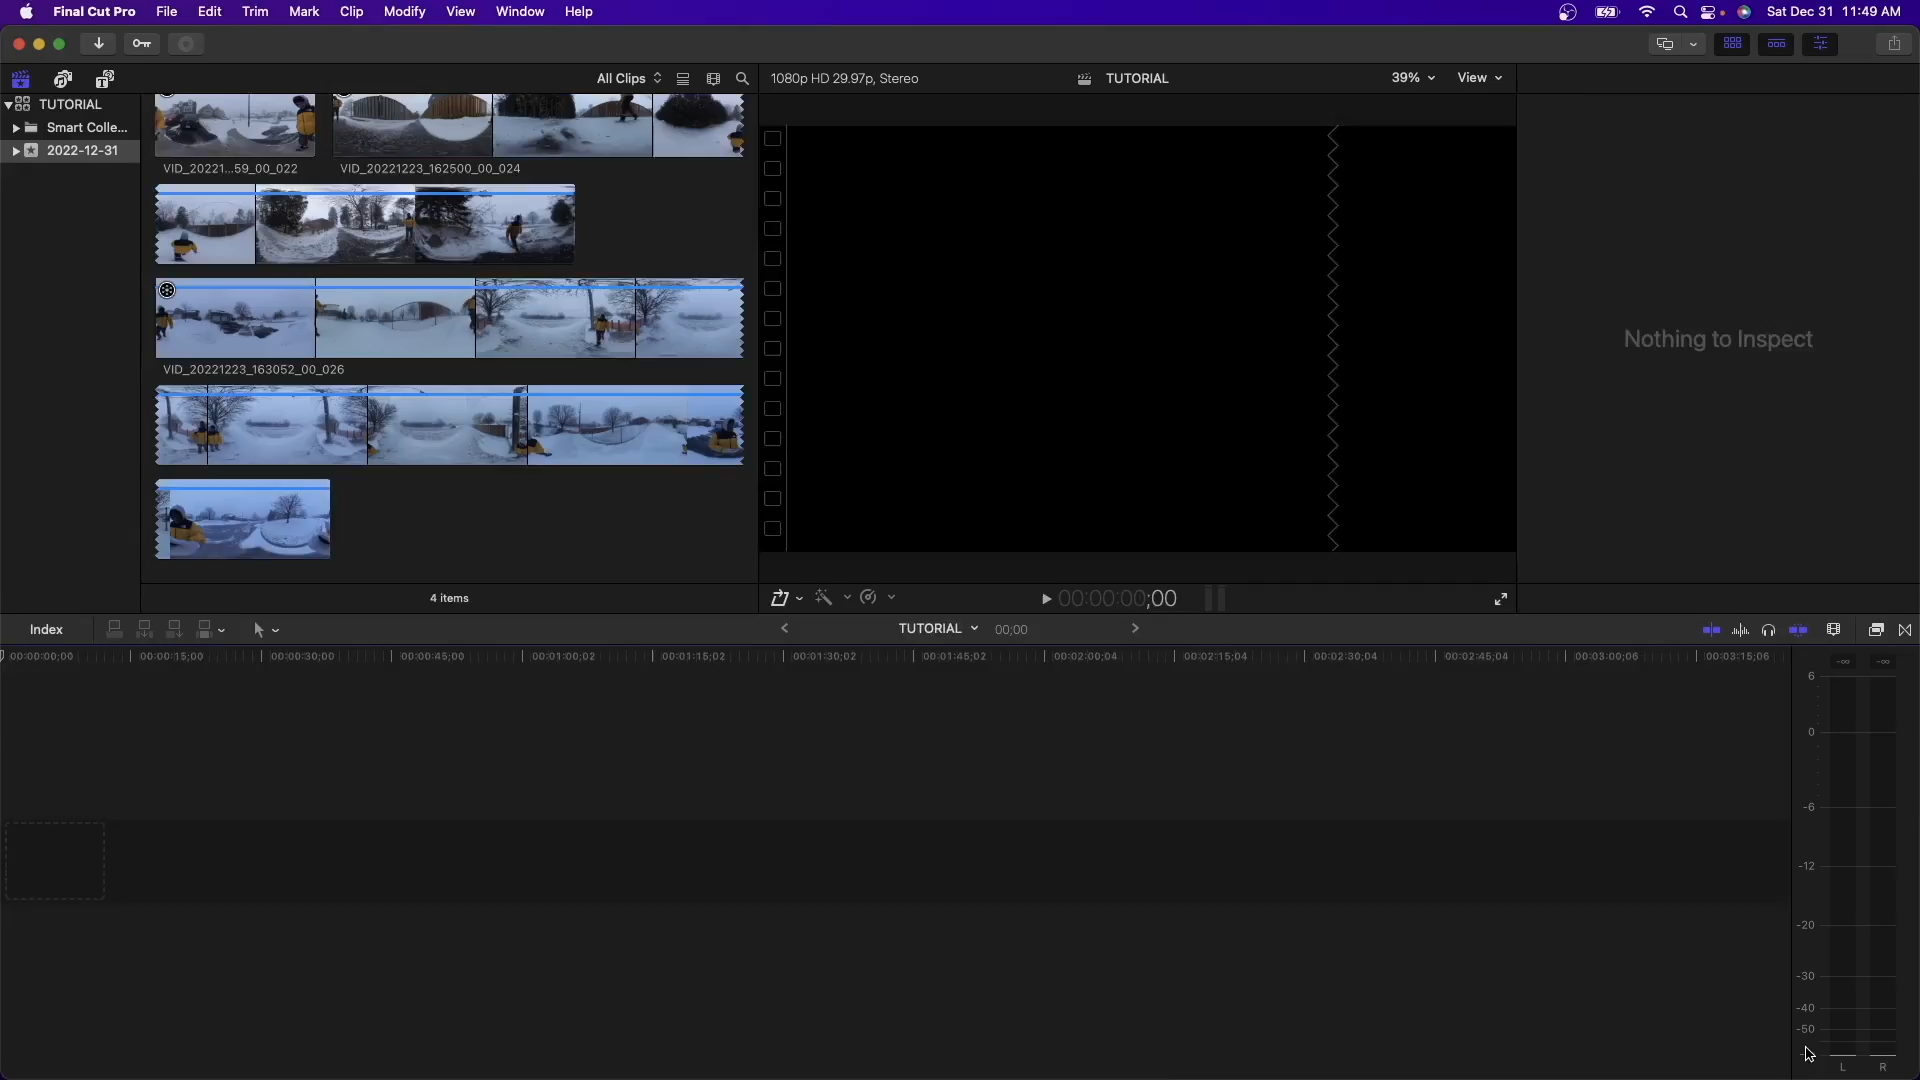 Final Cut Pro File Edit Trim Mark Clip Modify View Window Help Sat Dec 31 11:49 AM
All Clips 1080p HD 29.97p, Stereo TUTORIAL 39% View
TUTORIAL
Smart Colle...
2022-12-31
VID_20221...59_00_022 VID_20221223_162500_00_024
Nothing to Inspect
VID_20221223_163052_00_026
4 items 00:00:00;00
Index TUTORIAL 00;00
00:00:00;00 00:00:15;00 00:00:30;00 00:00:45;00 00:01:00;02 00:01:15;02 00:01:30;02 00:01:45;02 00:02:00;04 00:02:15;04 00:02:30;04 00:02:45;04 00:03:00;06 00:03:15;06
-∞ -∞
6
0
-6
-12
-20
-30
-40
-50
L R